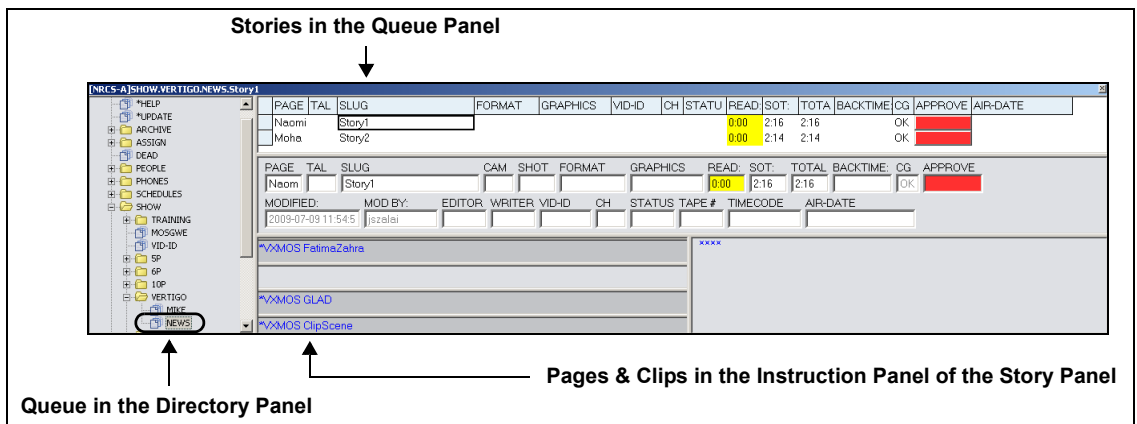 Stories in the Queue Panel
[NRCS-A]SHOW.VERTIGO.NEWS.Story1
*HELP
*UPDATE
ARCHIVE
ASSIGN
DEAD
PEOPLE
PHONES
SCHEDULES
SHOW
TRAINING
MOSGWE
VID-ID
5P
6P
10P
VERTIGO
MIKE
NEWS
PAGE TAL SLUG FORMAT GRAPHICS VID-ID CH STATU READ: SOT: TOTA BACKTIME CG APPROVE AIR-DATE
Naomi Story1 0:00 2:16 2:16 OK
Moha Story2 0:00 2:14 2:14 OK
PAGE TAL SLUG CAM SHOT FORMAT GRAPHICS READ: SOT: TOTAL BACKTIME: CG APPROVE
Naom Story1 0:00 2:16 2:16 OK
MODIFIED: MOD BY: EDITOR WRITER VID-ID CH STATUS TAPE # TIMECODE AIR-DATE
2009-07-09 11:54:5 jszalai
*VXMOS FatimaZahra
*VXMOS GLAD
*VXMOS ClipScene
xxxx
Pages & Clips in the Instruction Panel of the Story Panel
Queue in the Directory Panel